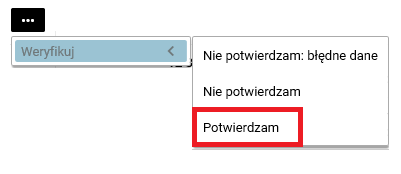 Weryfikuj
Nie potwierdzam: błędne dane
Nie potwierdzam
Potwierdzam